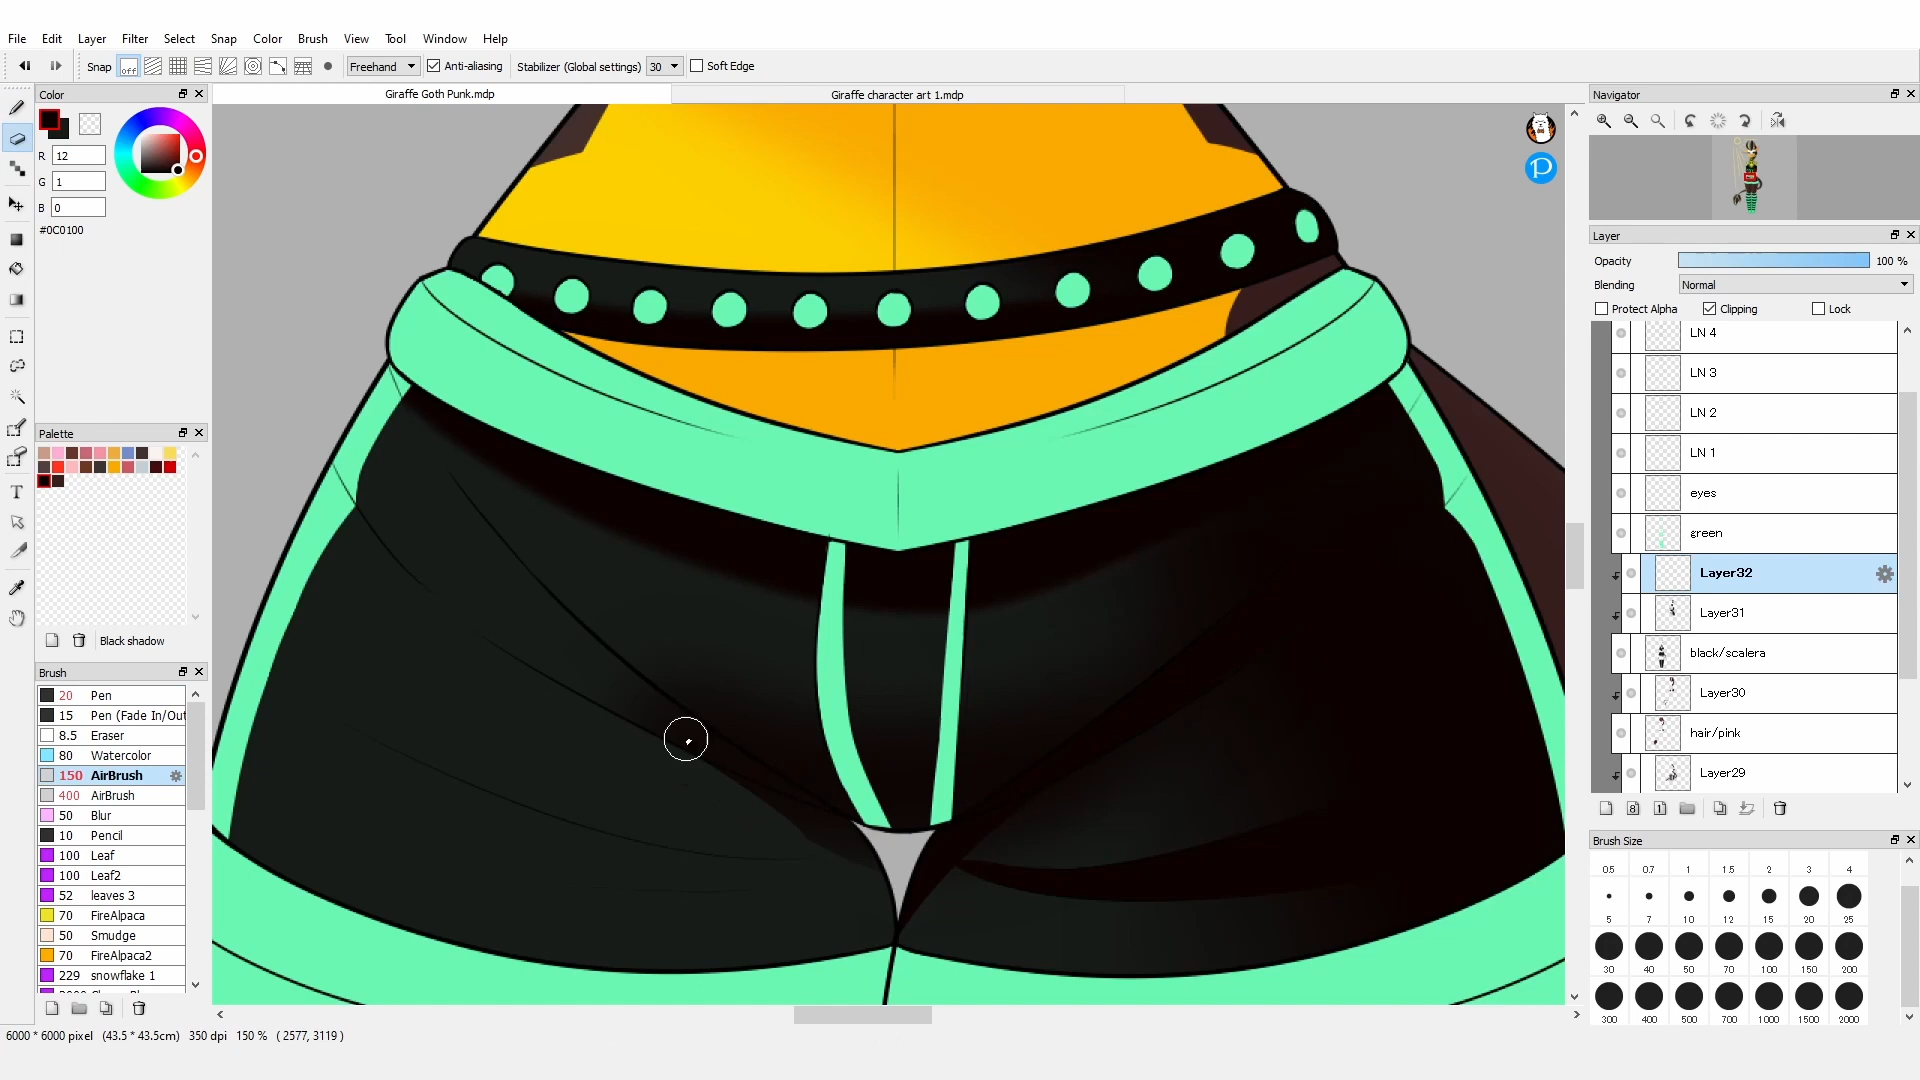 File Edit Layer Filter Select Snap Color Brush View Tool Window Help
Snap off Freehand Anti-aliasing Stabilizer (Global settings) 30 Soft Edge
Color
Giraffe Goth Punk.mdp
Giraffe character art 1.mdp
Navigator
R 12
G 1
B 0
#0C0100
P
Palette
Black shadow
Brush
20 Pen
15 Pen (Fade In/Out
8.5 Eraser
80 Watercolor
150 AirBrush
400 AirBrush
50 Blur
10 Pencil
100 Leaf
100 Leaf2
52 leaves 3
70 FireAlpaca
50 Smudge
70 FireAlpaca2
229 snowflake 1
Layer
Opacity 100 %
Blending Normal
Protect Alpha Clipping Lock
LN 4
LN 3
LN 2
LN 1
eyes
green
Layer32
Layer31
black/scalera
Layer30
hair/pink
Layer29
8 1
Brush Size
0.5 0.7 1 1.5 2 3 4
5 7 10 12 15 20 25
30 40 50 70 100 150 200
300 400 500 700 1000 1500 2000
6000 * 6000 pixel (43.5 * 43.5cm) 350 dpi 150 % ( 2577, 3119 )